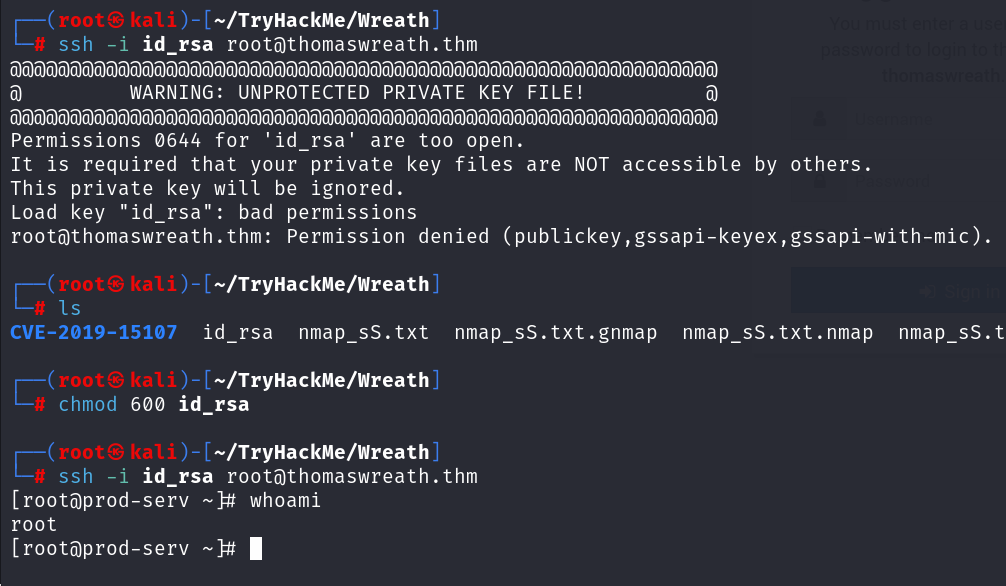 ┌──(root㉿kali)-[~/TryHackMe/Wreath]
└─# ssh -i id_rsa root@thomaswreath.thm
@@@@@@@@@@@@@@@@@@@@@@@@@@@@@@@@@@@@@@@@@@@@@@@@@@@@@@@@@@@
@         WARNING: UNPROTECTED PRIVATE KEY FILE!          @
@@@@@@@@@@@@@@@@@@@@@@@@@@@@@@@@@@@@@@@@@@@@@@@@@@@@@@@@@@@
Permissions 0644 for 'id_rsa' are too open.
It is required that your private key files are NOT accessible by others.
This private key will be ignored.
Load key "id_rsa": bad permissions
root@thomaswreath.thm: Permission denied (publickey,gssapi-keyex,gssapi-with-mic).
┌──(root㉿kali)-[~/TryHackMe/Wreath]
└─# ls
CVE-2019-15107  id_rsa  nmap_sS.txt  nmap_sS.txt.gnmap  nmap_sS.txt.nmap  nmap_sS.t
┌──(root㉿kali)-[~/TryHackMe/Wreath]
└─# chmod 600 id_rsa
┌──(root㉿kali)-[~/TryHackMe/Wreath]
└─# ssh -i id_rsa root@thomaswreath.thm
[root@prod-serv ~]# whoami
root
[root@prod-serv ~]#
You must enter a use
password to login to th
thomaswreath.
Username
Sign in